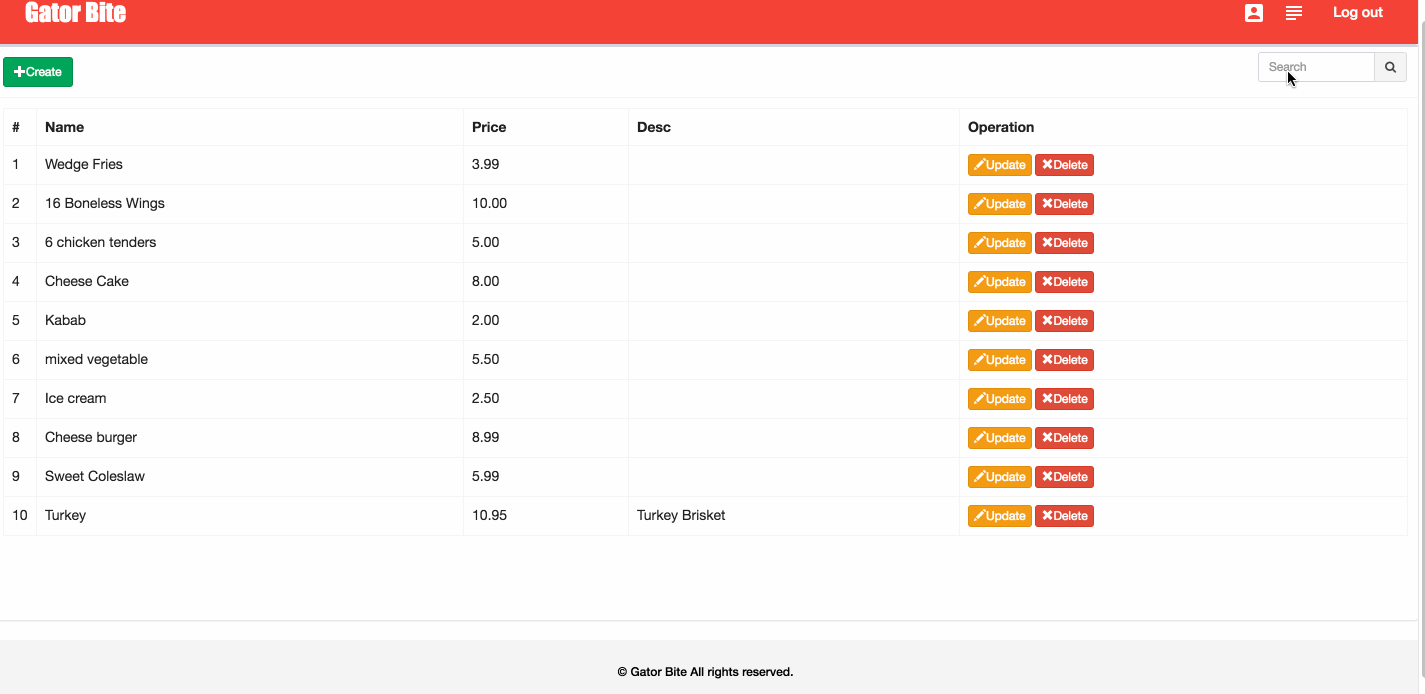 Gator Bite
Log out
Create
Search
# Name Price Desc Operation
1 Wedge Fries 3.99 Update Delete
2 16 Boneless Wings 10.00 Update Delete
3 6 chicken tenders 5.00 Update Delete
4 Cheese Cake 8.00 Update Delete
5 Kabab 2.00 Update Delete
6 mixed vegetable 5.50 Update Delete
7 Ice cream 2.50 Update Delete
8 Cheese burger 8.99 Update Delete
9 Sweet Coleslaw 5.99 Update Delete
10 Turkey 10.95 Turkey Brisket Update Delete
© Gator Bite All rights reserved.